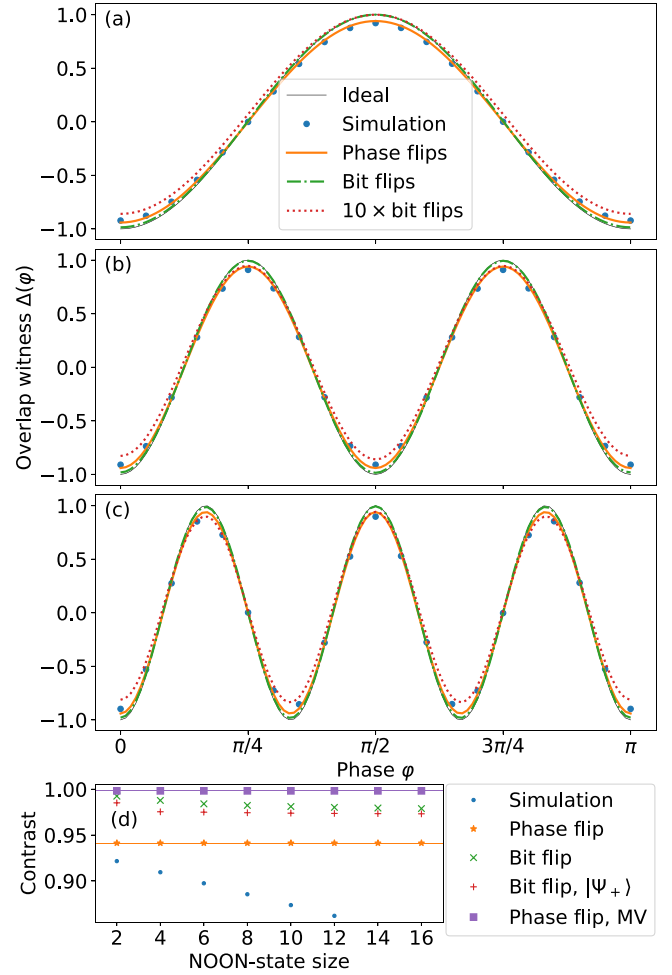 (a)
1.0
0.5
0.0
−0.5
−1.0
Ideal
Simulation
Phase flips
Bit flips
10 × bit flips
(b)
1.0
0.5
0.0
−0.5
−1.0
Overlap witness Δ(φ)
(c)
1.0
0.5
0.0
−0.5
−1.0
0 π/4 π/2 3π/4 π
Phase φ
(d)
1.00
0.95
0.90
Contrast
2 4 6 8 10 12 14 16
NOON-state size
Simulation
Phase flip
Bit flip
Bit flip, |Ψ₊⟩
Phase flip, MV